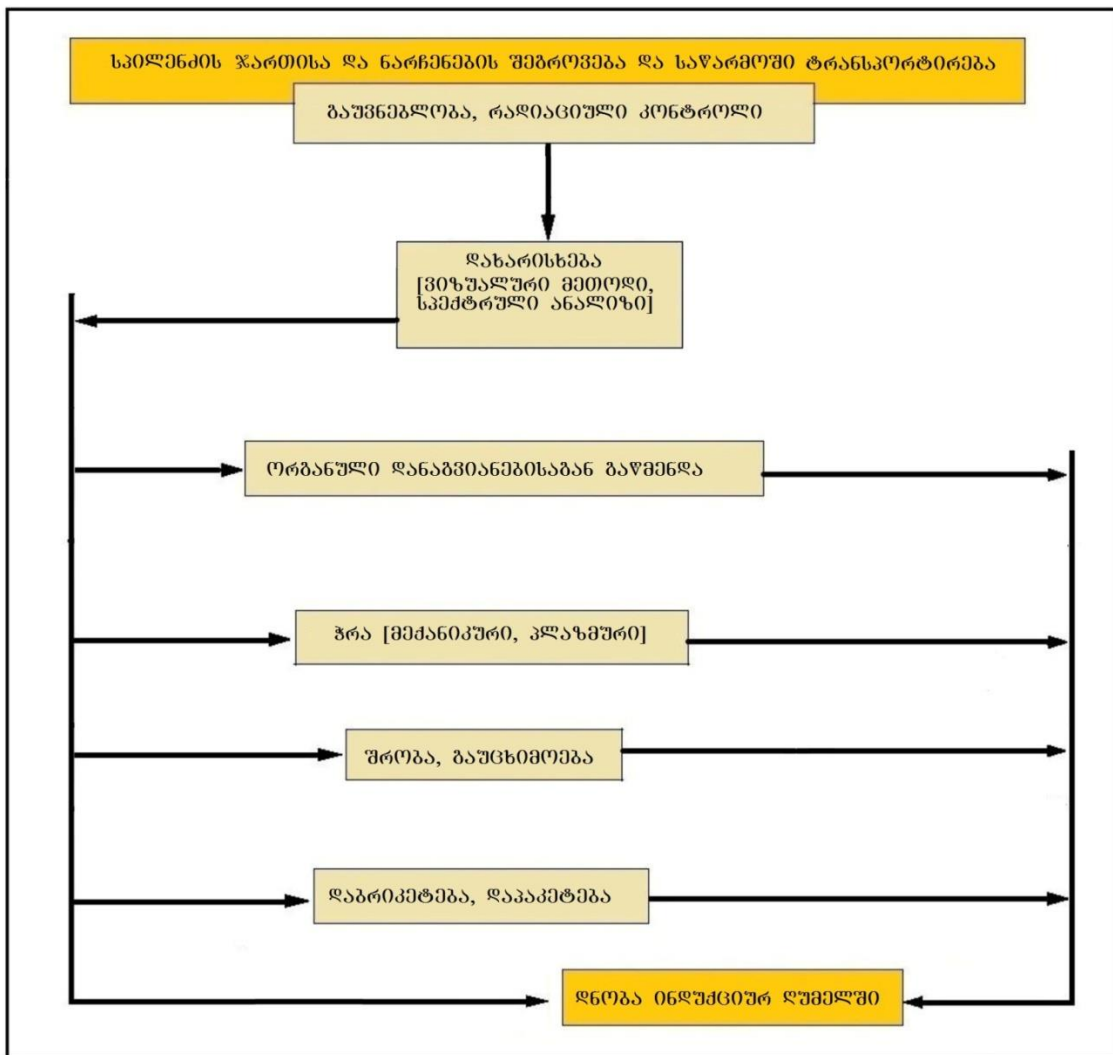 სპილენძის ჯართისა და ნარჩენების შეგროვება და საწარმოში ტრანსპორტირება
გაუვნებლობა, რადიაციული კონტროლი
დახარისხება
[ვიზუალური მეთოდი,
სპექტრული ანალიზი]
ორგანული დანაგვიანებისაგან გაწმენდა
ჭრა [მექანიკური, პლაზმური]
შრობა, გაუცხიმოება
დაბრიკეტება, დაპაკეტება
დნობა ინდუქციურ ღუმელში